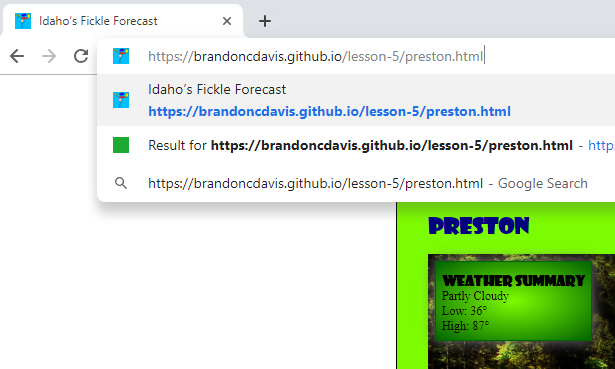 Idaho’s Fickle Forecast
https://brandoncdavis.github.io/lesson-5/preston.html
Idaho’s Fickle Forecast
https://brandoncdavis.github.io/lesson-5/preston.html
Result for https://brandoncdavis.github.io/lesson-5/preston.html - https
https://brandoncdavis.github.io/lesson-5/preston.html - Google Search
PRESTON
WEATHER SUMMARY
Partly Cloudy
Low: 36°
High: 87°